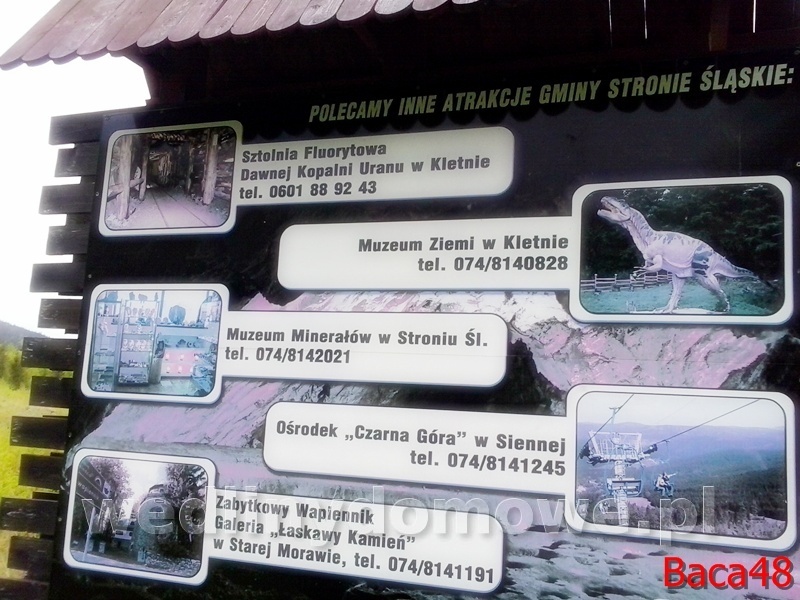 POLECAMY INNE ATRAKCJE GMINY STRONIE ŚLĄSKIE:
Sztolnia Fluorytowa
Dawnej Kopalni Uranu w Kletnie
tel. 0601 88 92 43
Muzeum Ziemi w Kletnie
tel. 074/8140828
Muzeum Minerałów w Stroniu Śl.
tel. 074/8142021
Ośrodek „Czarna Góra” w Siennej
tel. 074/8141245
Zabytkowy Wapiennik
Galeria „Łaskawy Kamień”
w Starej Morawie, tel. 074/8141191
wedlinydomowe.pl
Baca48